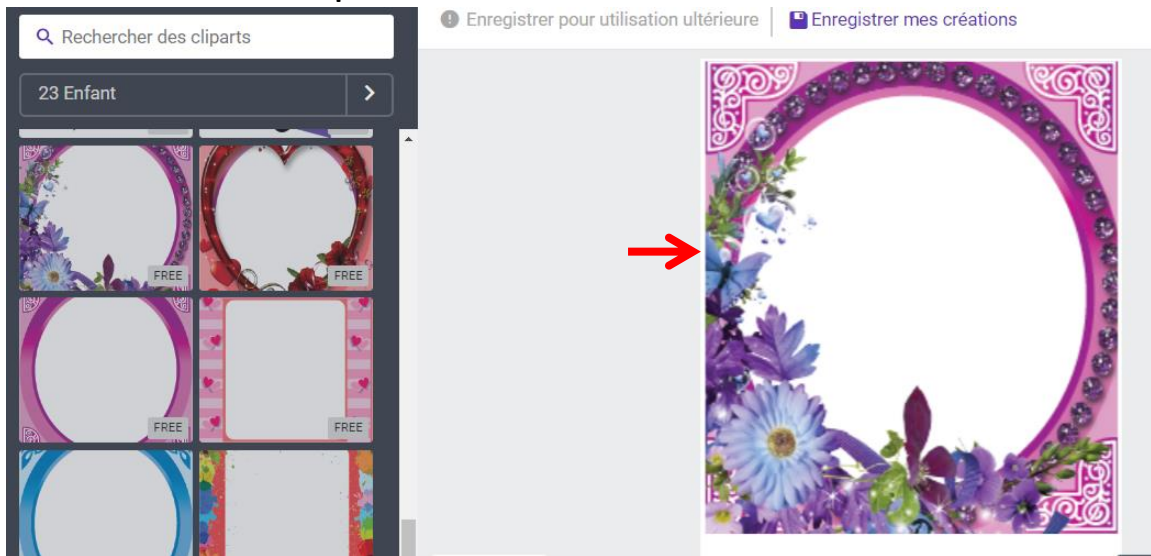 Rechercher des cliparts
Enregistrer pour utilisation ultérieure
Enregistrer mes créations
23 Enfant
FREE
FREE
FREE
FREE